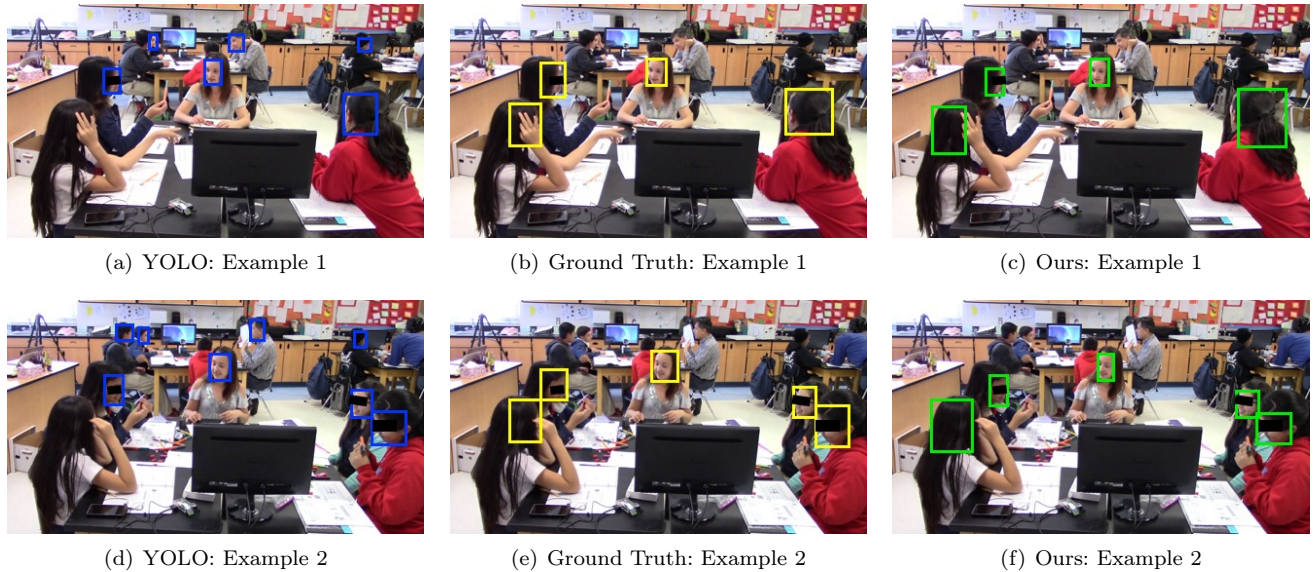 (a) YOLO: Example 1
(b) Ground Truth: Example 1
(c) Ours: Example 1
(d) YOLO: Example 2
(e) Ground Truth: Example 2
(f) Ours: Example 2